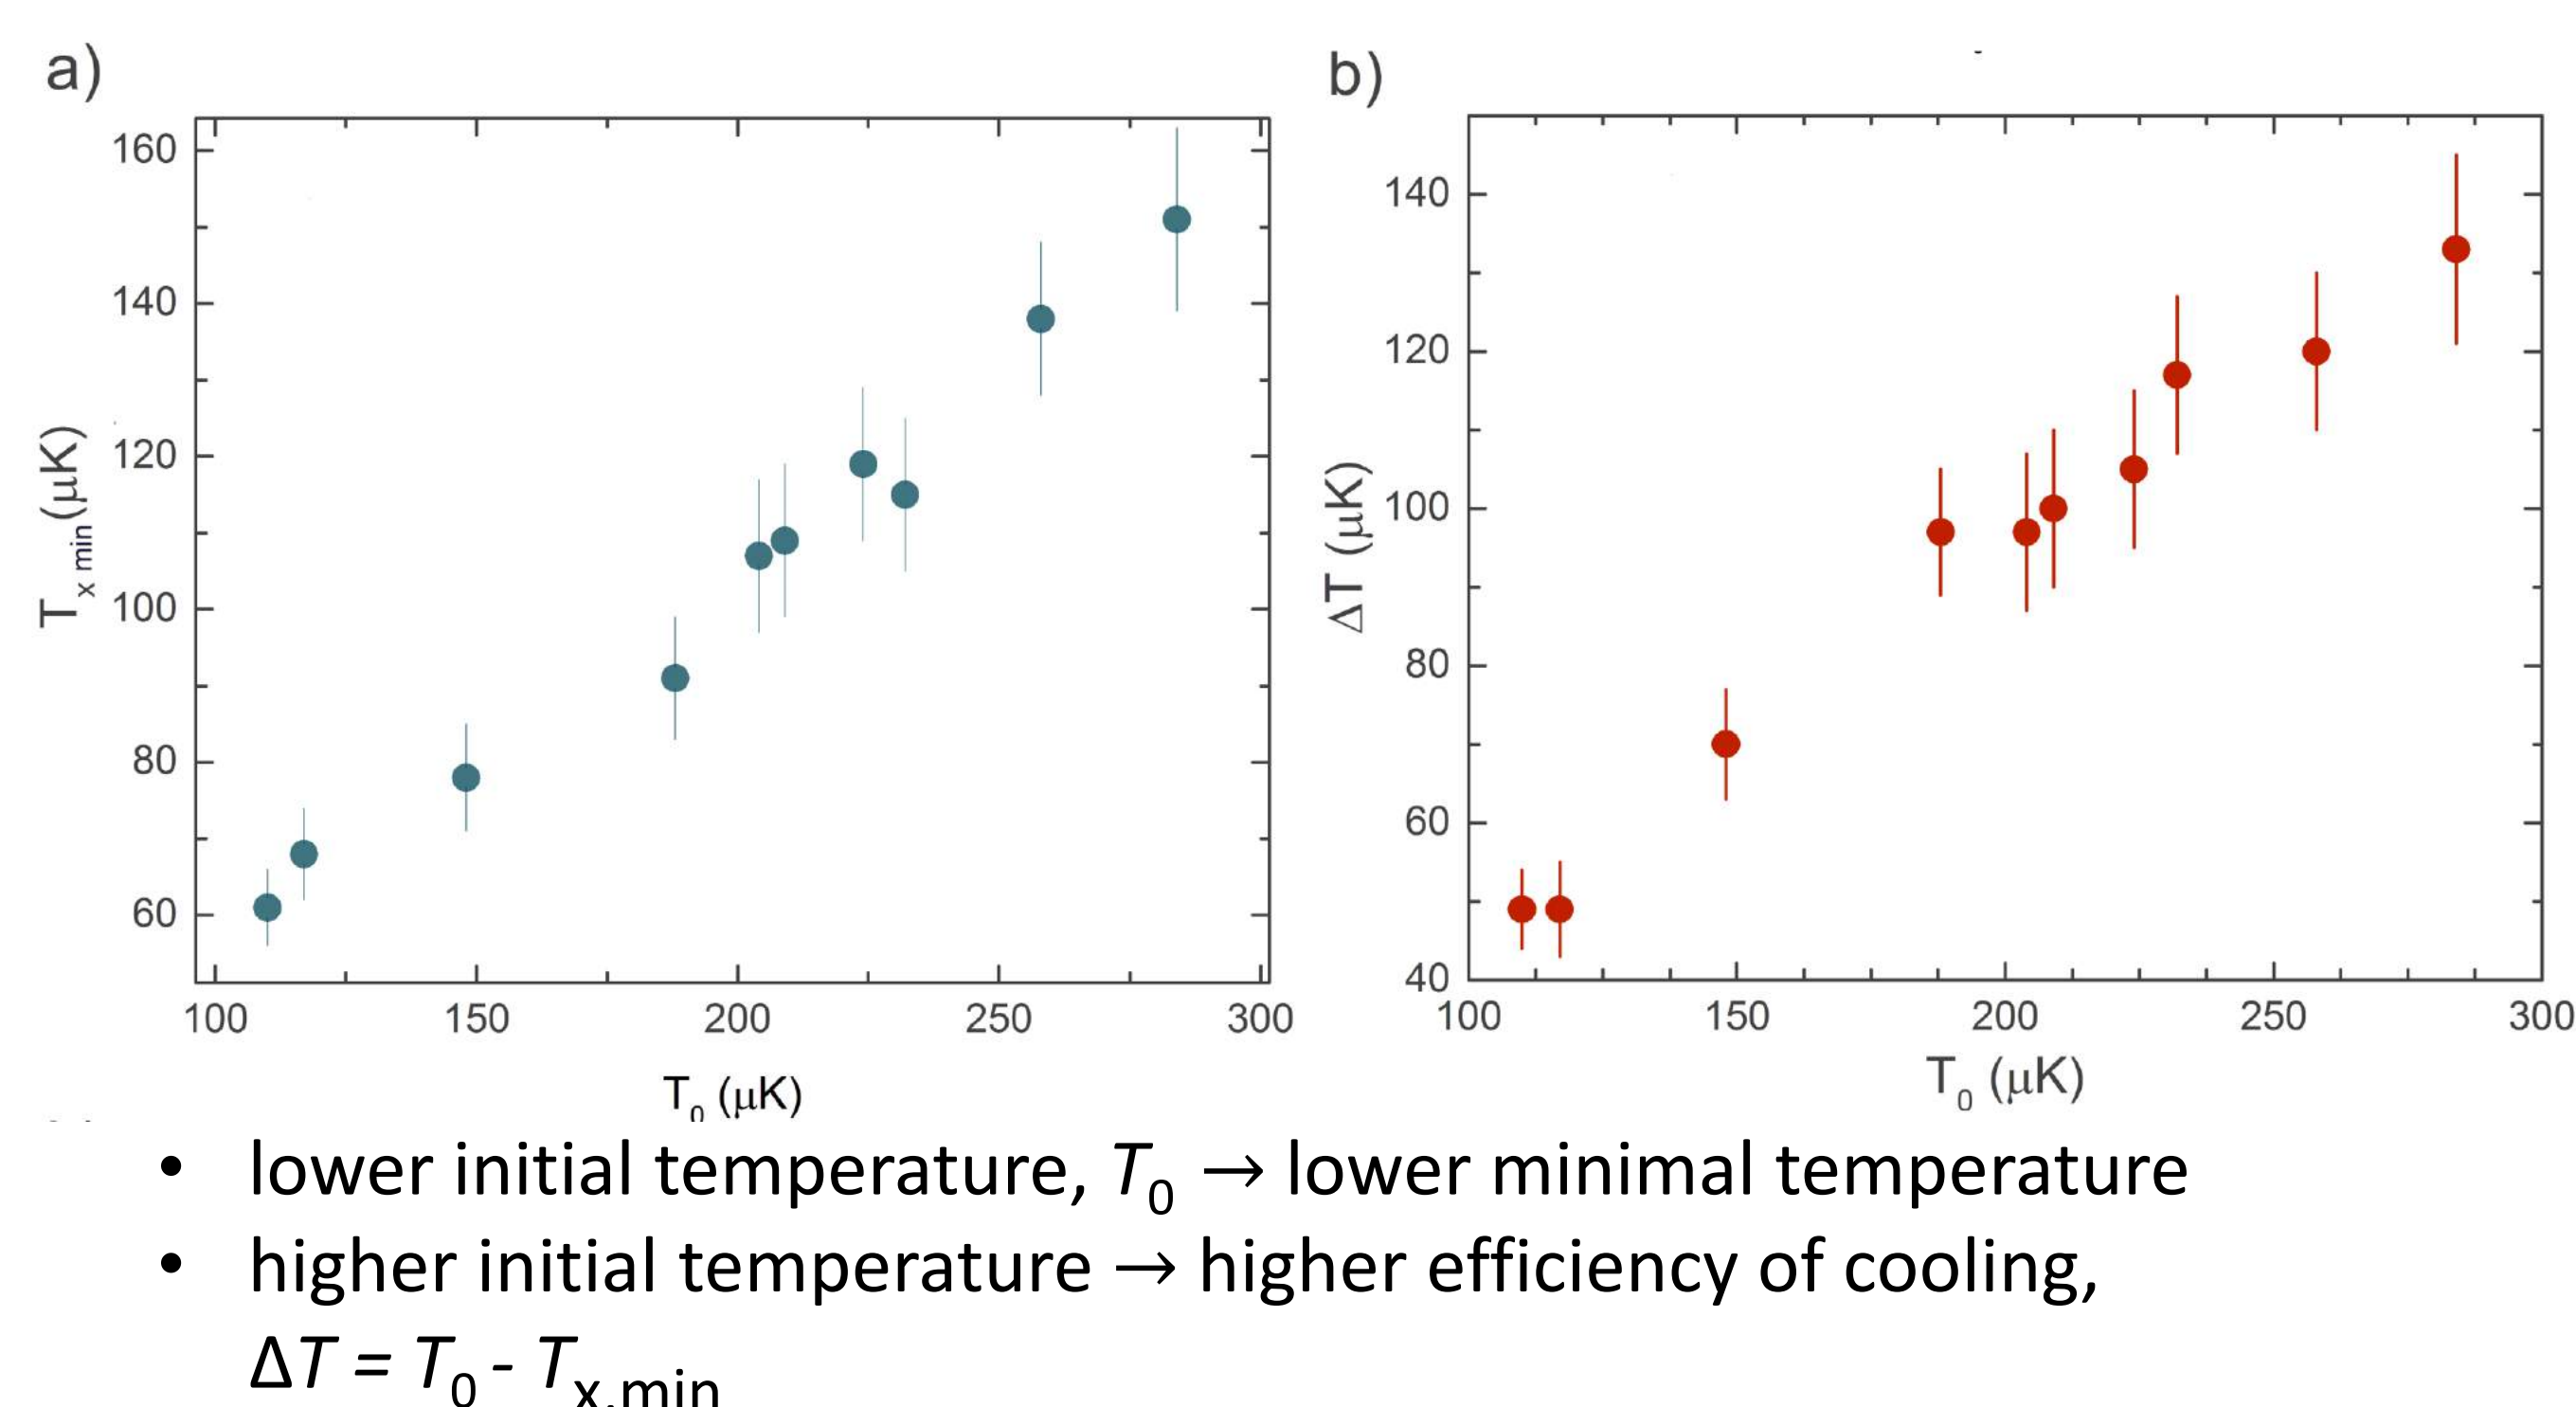 a)
160
140
120
100
80
60
T x min (μK)
100 150 200 250 300
T0 (μK)
b)
140
120
100
80
60
40
ΔT (μK)
100 150 200 250 300
T0 (μK)
• lower initial temperature, T0 → lower minimal temperature
• higher initial temperature → higher efficiency of cooling,
ΔT = T0 - Tx,min